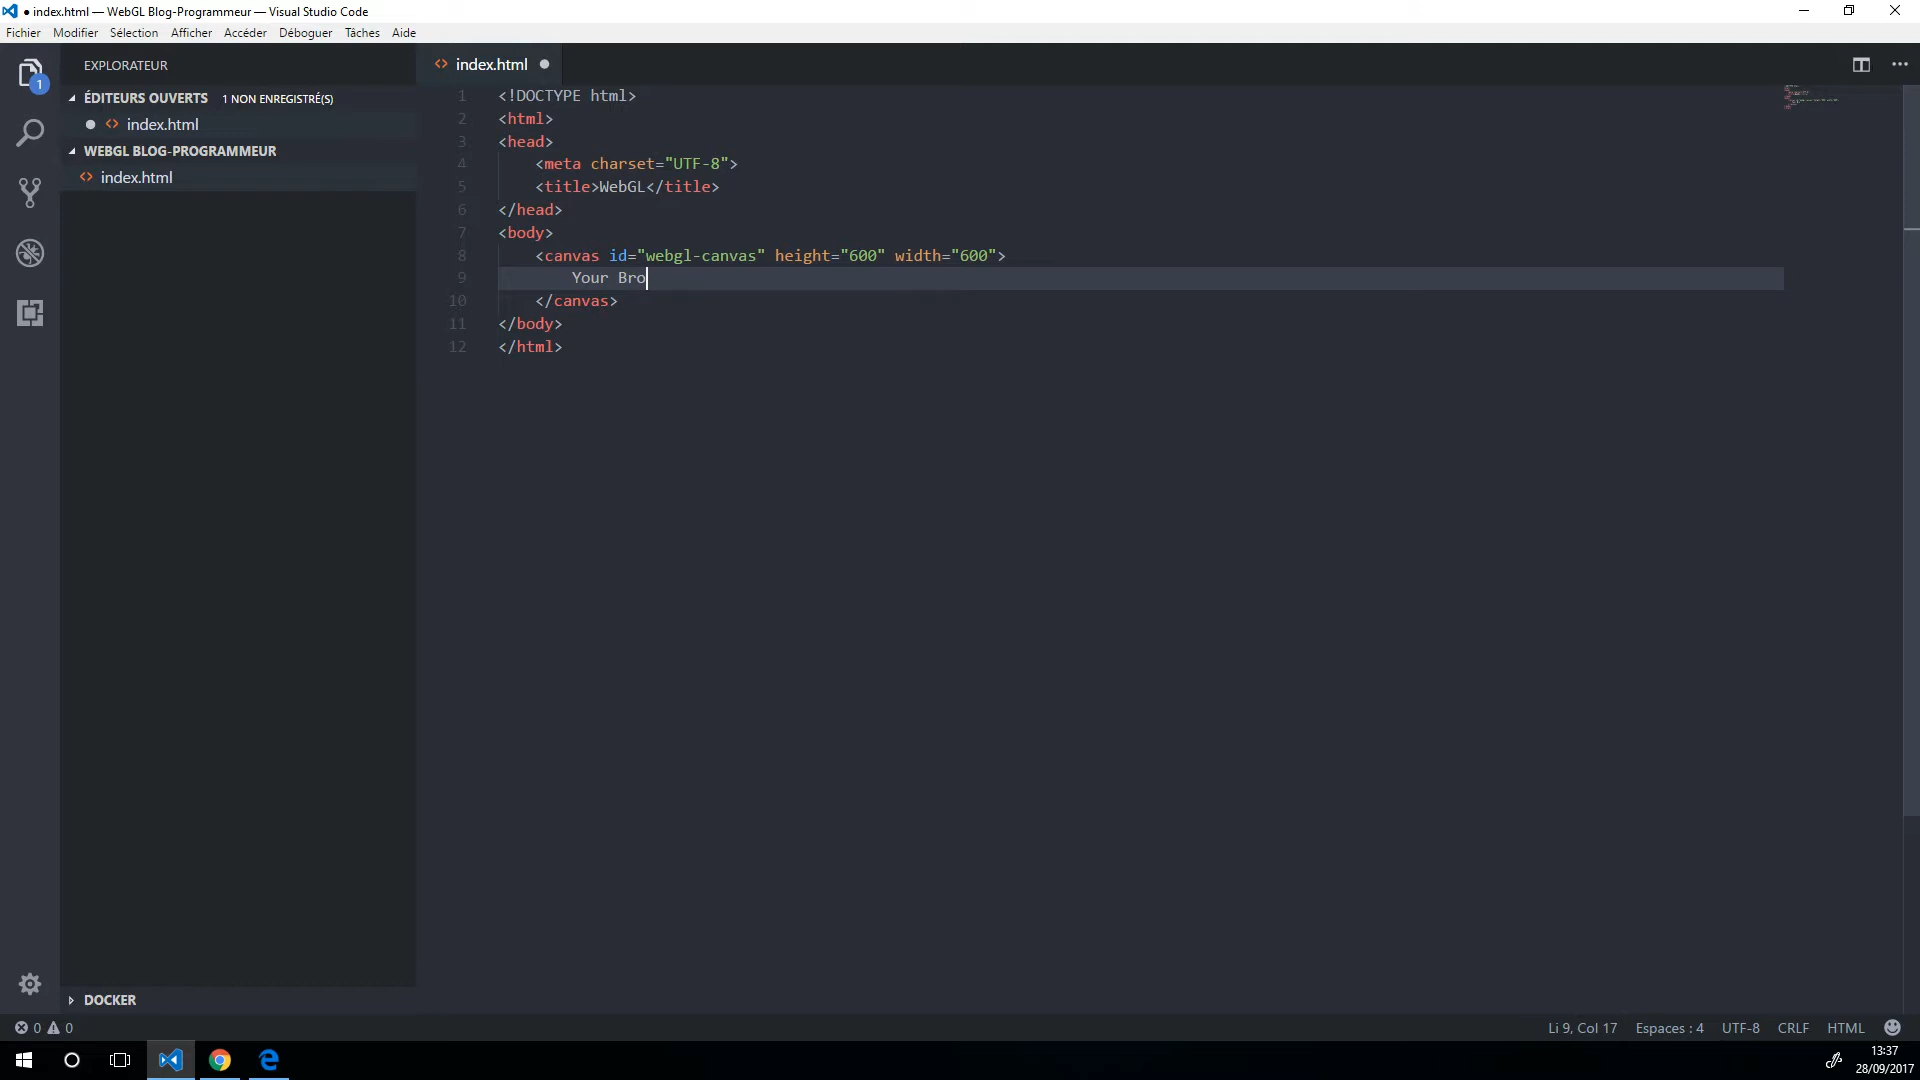 ● index.html — WebGL Blog-Programmeur — Visual Studio Code
Fichier Modifier Sélection Afficher Accéder Déboguer Tâches Aide
1
EXPLORATEUR
ÉDITEURS OUVERTS 1 NON ENREGISTRÉ(S)
index.html
WEBGL BLOG-PROGRAMMEUR
index.html
DOCKER
index.html
1 <!DOCTYPE html>
2 <html>
3 <head>
4 <meta charset="UTF-8">
5 <title>WebGL</title>
6 </head>
7 <body>
8 <canvas id="webgl-canvas" height="600" width="600">
9 Your Bro
10 </canvas>
11 </body>
12 </html>
0 0
Li 9, Col 17 Espaces : 4 UTF-8 CRLF HTML
13:37
28/09/2017